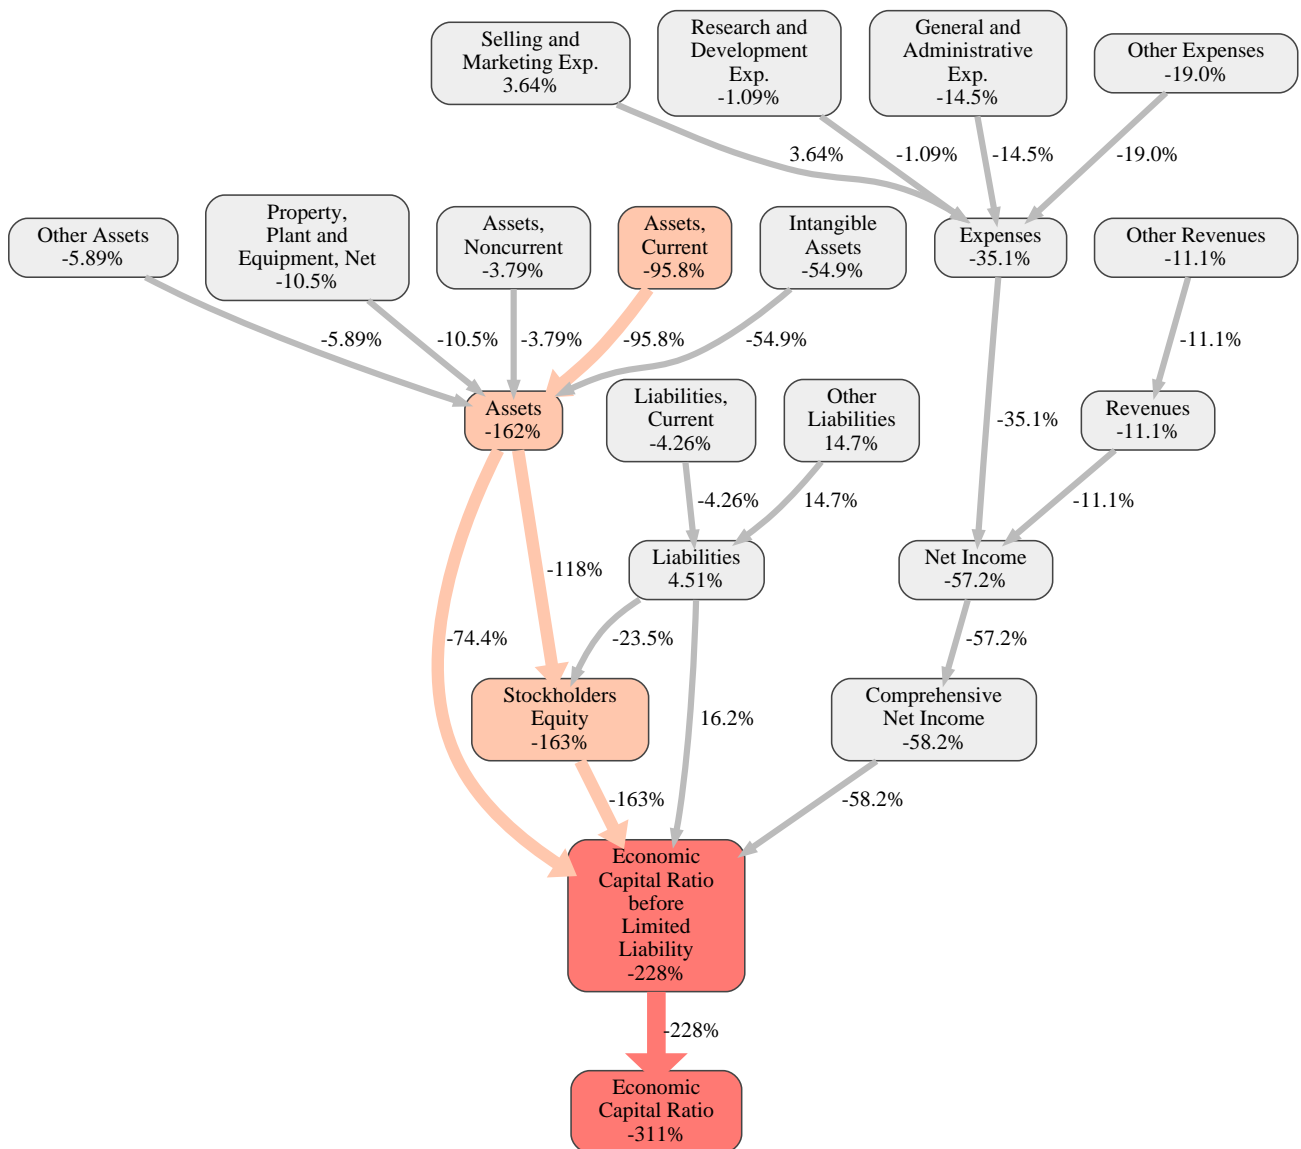 Selling and
Marketing Exp.
3.64%
Research and
Development
Exp.
-1.09%
General and
Administrative
Exp.
-14.5%
Other Expenses
-19.0%
3.64%
-1.09%
-14.5%
-19.0%
Other Assets
-5.89%
Property,
Plant and
Equipment, Net
-10.5%
Assets,
Noncurrent
-3.79%
Assets,
Current
-95.8%
Intangible
Assets
-54.9%
Expenses
-35.1%
Other Revenues
-11.1%
-5.89%
-10.5%
-3.79%
-95.8%
-54.9%
-11.1%
Assets
-162%
Liabilities,
Current
-4.26%
Other
Liabilities
14.7%
-35.1%
Revenues
-11.1%
-4.26%
14.7%
-11.1%
-118%
Liabilities
4.51%
Net Income
-57.2%
-74.4%
-23.5%
-57.2%
Stockholders
Equity
-163%
16.2%
Comprehensive
Net Income
-58.2%
-163%
-58.2%
Economic
Capital Ratio
before
Limited
Liability
-228%
-228%
Economic
Capital Ratio
-311%